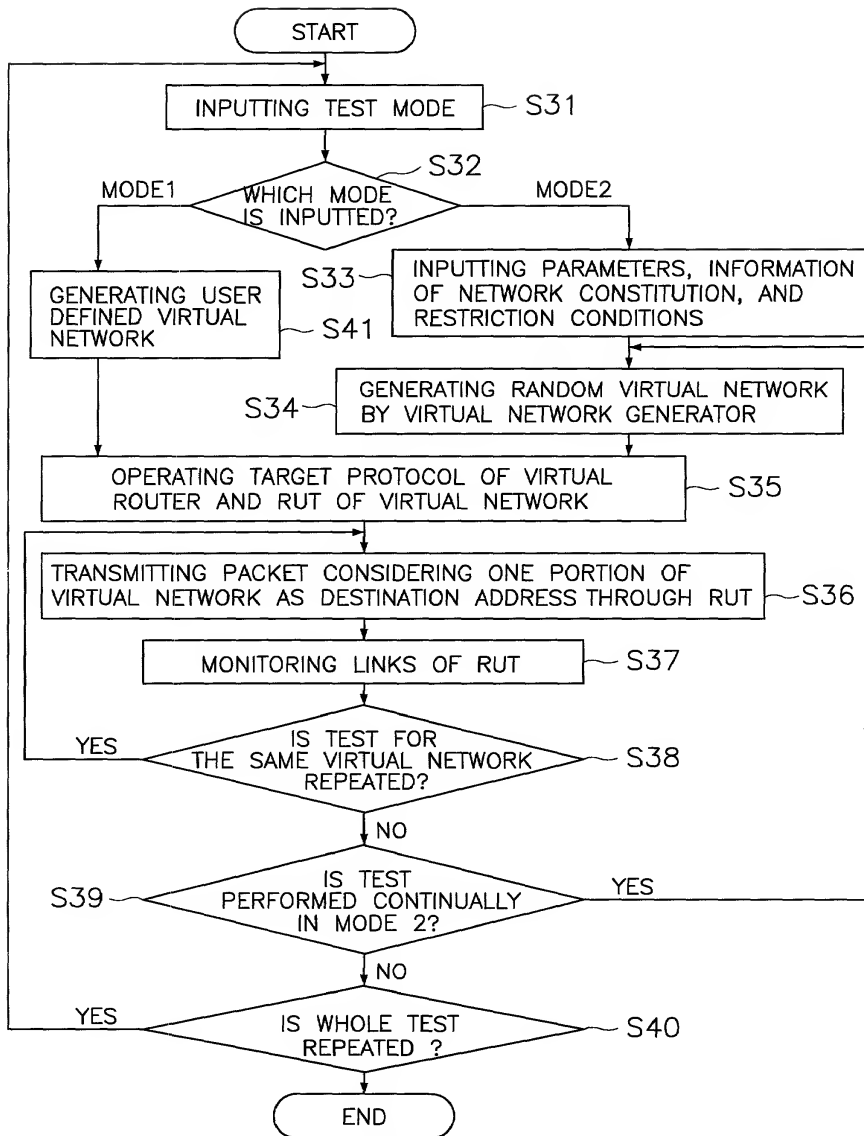 START
INPUTTING TEST MODE
S31
S32
WHICH MODE
IS INPUTTED?
MODE1
MODE2
S33
INPUTTING PARAMETERS, INFORMATION
OF NETWORK CONSTITUTION, AND
RESTRICTION CONDITIONS
GENERATING USER
DEFINED VIRTUAL
NETWORK
S41
S34
GENERATING RANDOM VIRTUAL NETWORK
BY VIRTUAL NETWORK GENERATOR
OPERATING TARGET PROTOCOL OF VIRTUAL
ROUTER AND RUT OF VIRTUAL NETWORK
S35
TRANSMITTING PACKET CONSIDERING ONE PORTION OF
VIRTUAL NETWORK AS DESTINATION ADDRESS THROUGH RUT
S36
MONITORING LINKS OF RUT
S37
YES
IS TEST FOR
THE SAME VIRTUAL NETWORK
REPEATED?
S38
NO
S39
IS TEST
PERFORMED CONTINUALLY
IN MODE 2?
YES
NO
YES
IS WHOLE TEST
REPEATED ?
S40
END